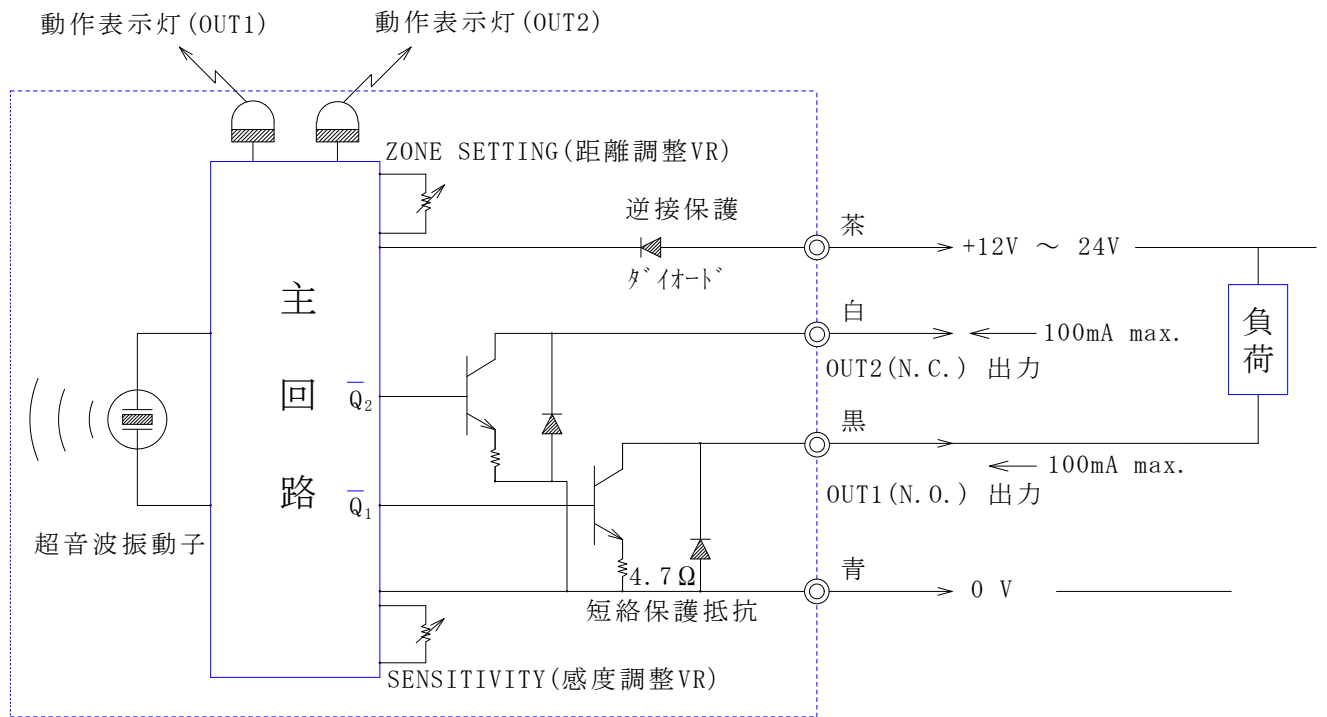 動作表示灯(OUT1)
動作表示灯(OUT2)
ZONE SETTING(距離調整VR)
逆接保護
ﾀﾞｲｵｰﾄﾞ
茶
+12V ～ 24V
主回路
白
100mA max.
OUT2(N.C.) 出力
負荷
Q̅₂
黒
100mA max.
OUT1(N.O.) 出力
Q̅₁
超音波振動子
4.7Ω
短絡保護抵抗
青
0 V
SENSITIVITY(感度調整VR)